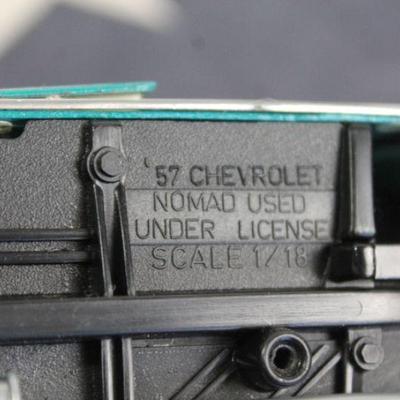 '57 CHEVROLET
NOMAD USED
UNDER LICENSE
SCALE 1/18